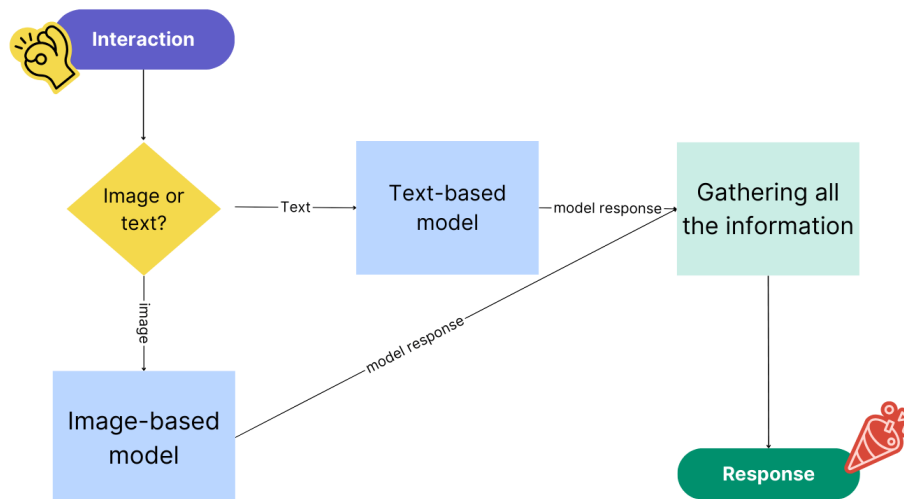 Interaction
Image or
text?
Text
Text-based
model
model response
Gathering all
the information
image
model response
Image-based
model
Response